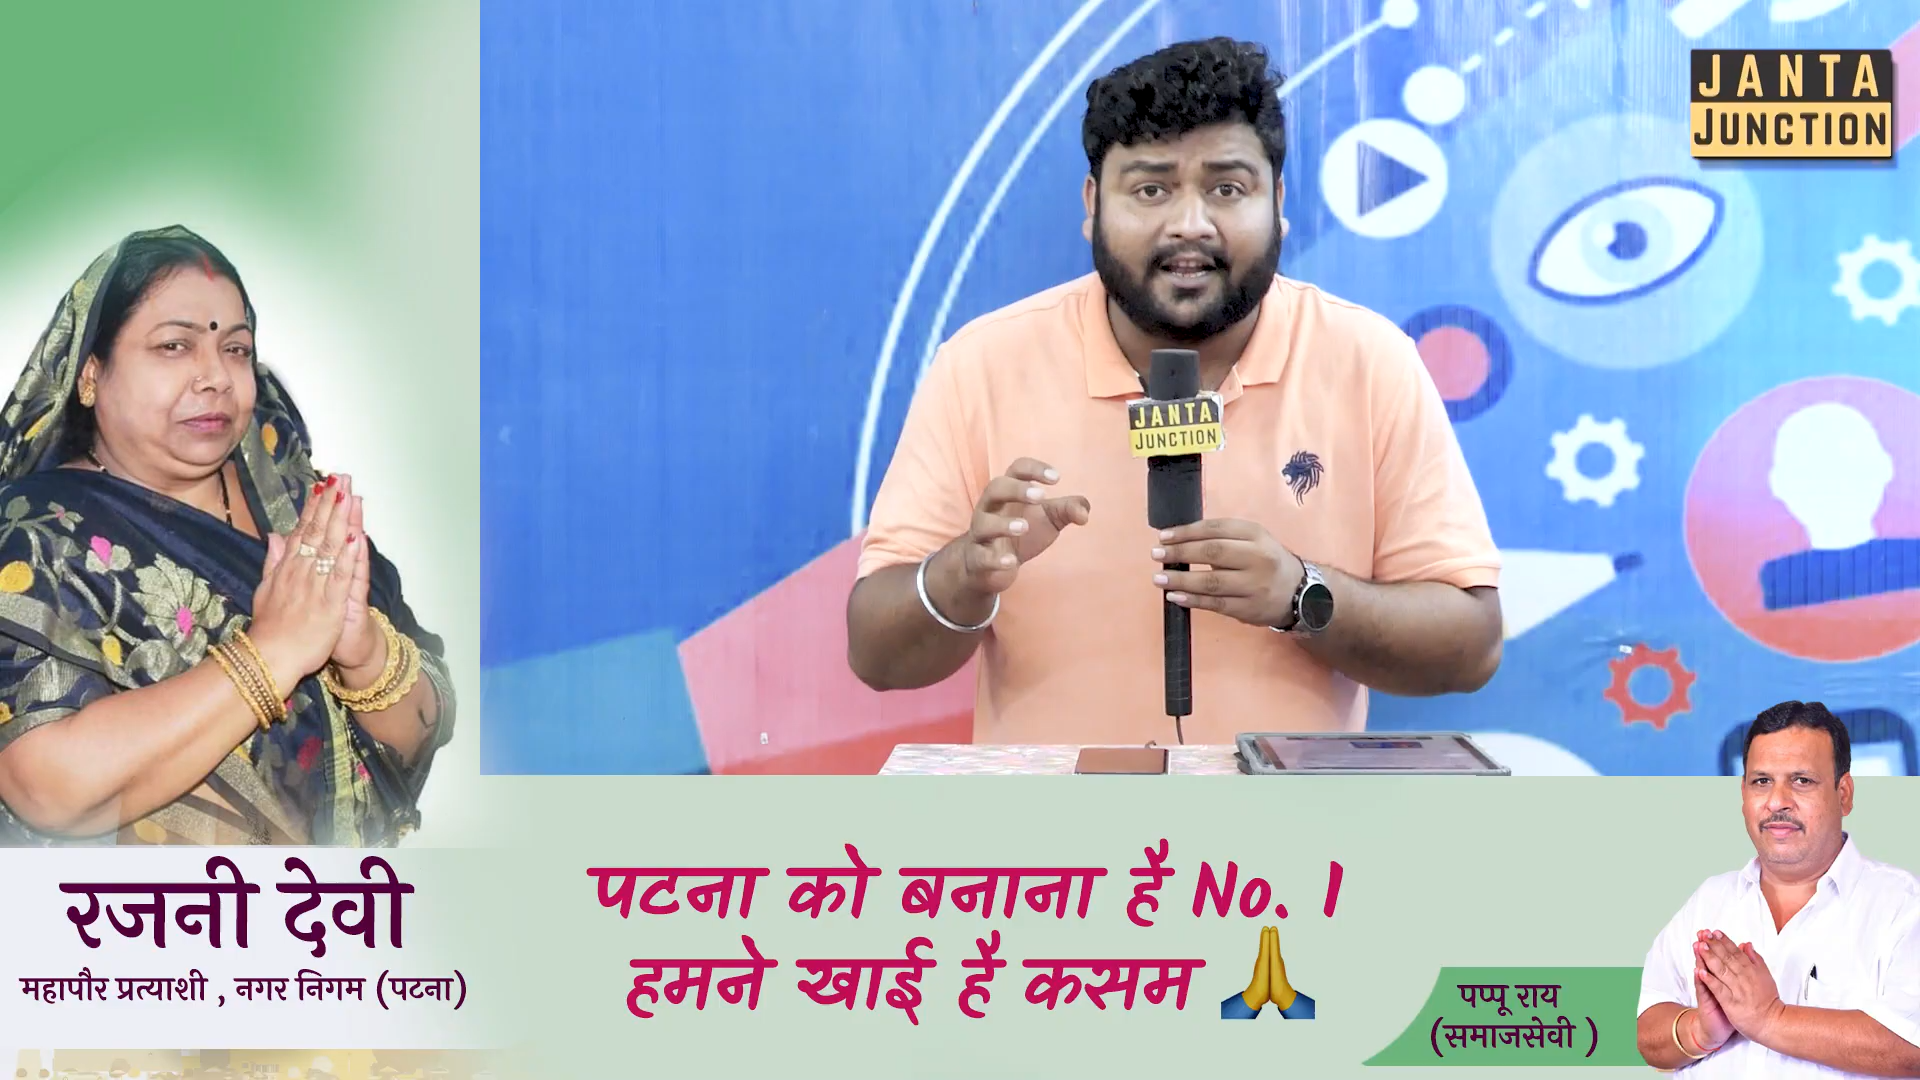 JANTA
JUNCTION
JANTA
JUNCTION
रजनी देवी
महापौर प्रत्याशी , नगर निगम (पटना)
पटना को बनाना है No. 1
हमने खाई है कसम 🙏
पप्पू राय
(समाजसेवी )